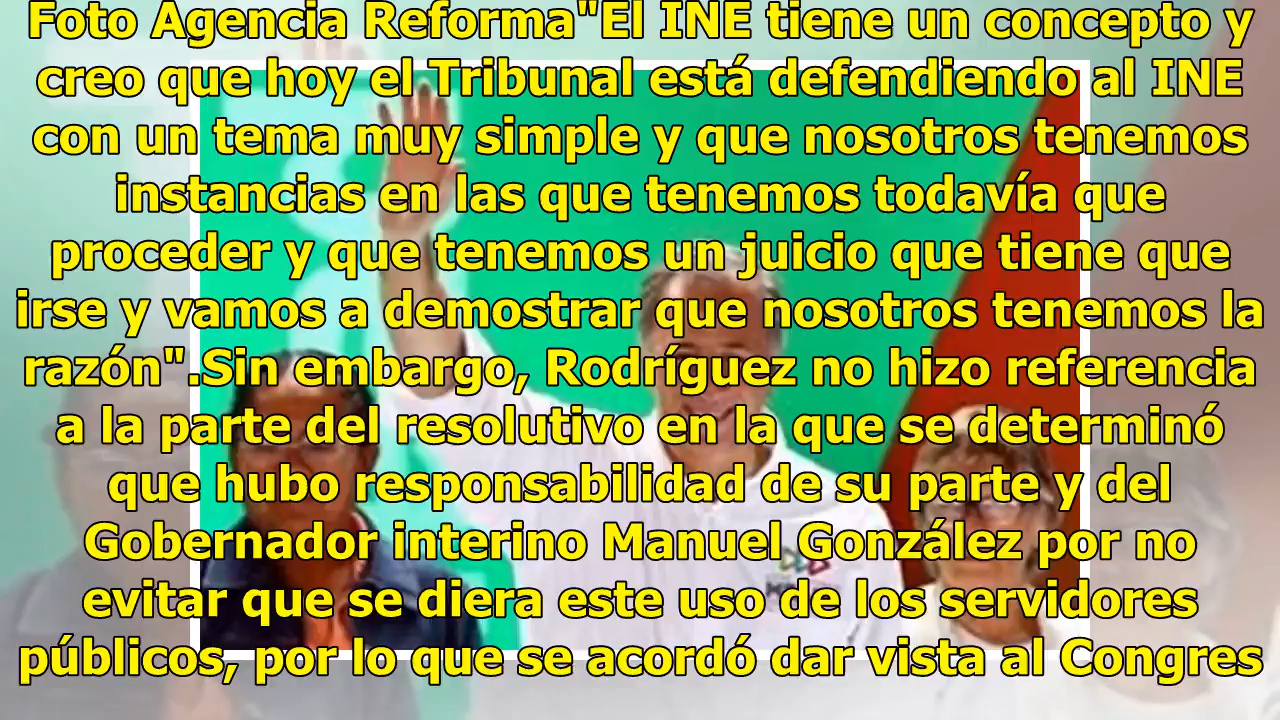 Foto Agencia Reforma"El INE tiene un concepto y
creo que hoy el Tribunal está defendiendo al INE
con un tema muy simple y que nosotros tenemos
instancias en las que tenemos todavía que
proceder y que tenemos un juicio que tiene que
irse y vamos a demostrar que nosotros tenemos la
razón".Sin embargo, Rodríguez no hizo referencia
a la parte del resolutivo en la que se determinó
que hubo responsabilidad de su parte y del
Gobernador interino Manuel González por no
evitar que se diera este uso de los servidores
públicos, por lo que se acordó dar vista al Congres